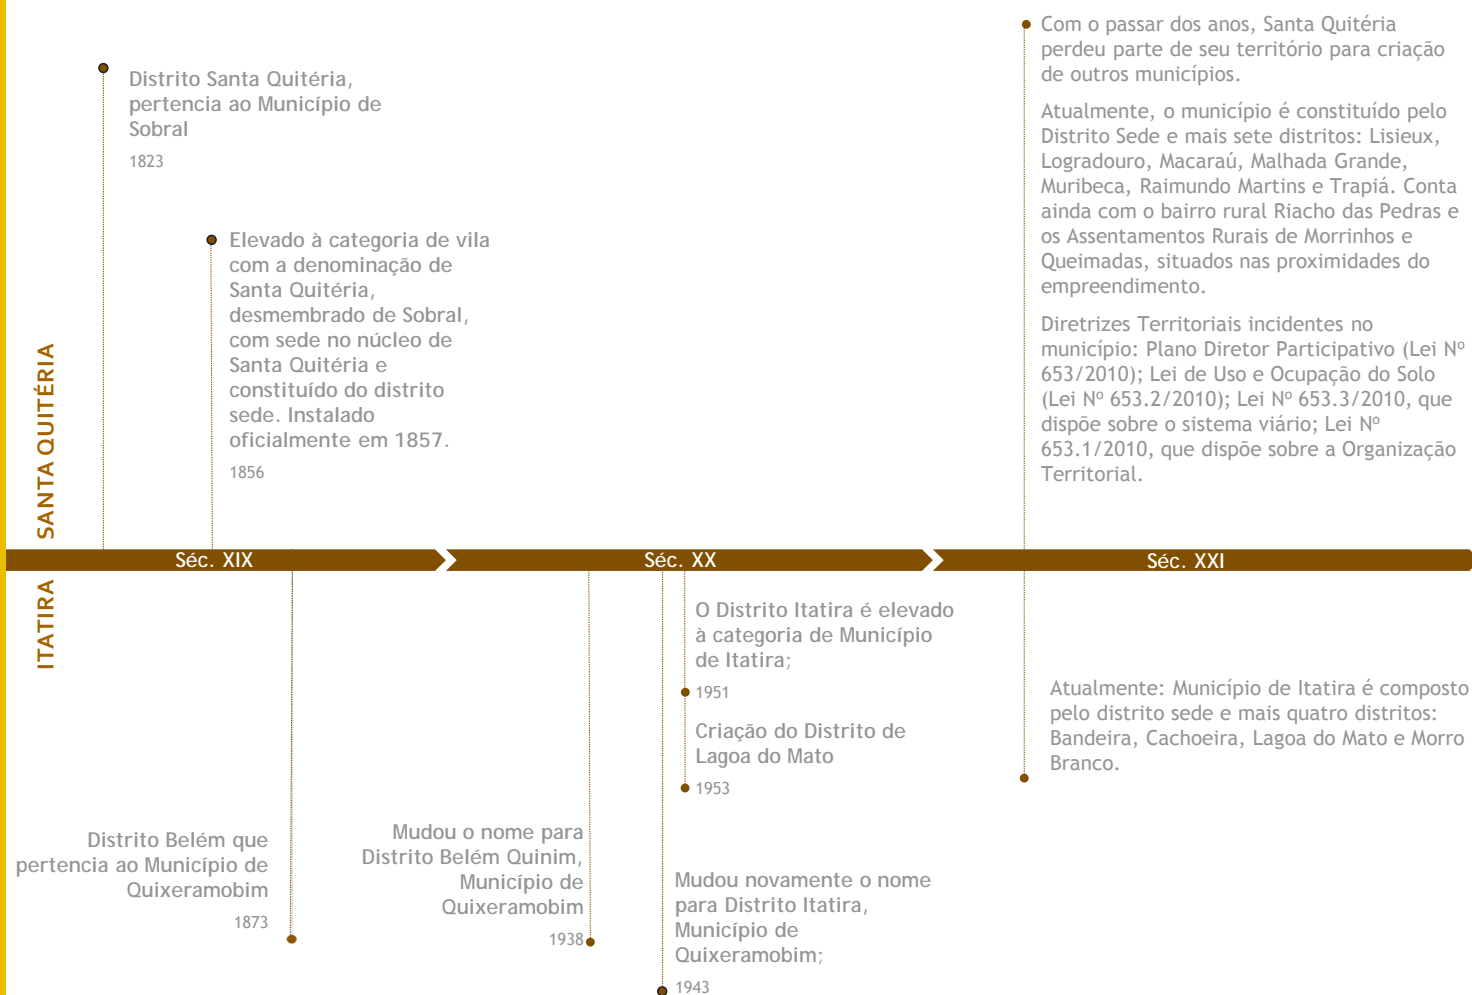 SANTA QUITÉRIA
Distrito Santa Quitéria,
pertencia ao Município de
Sobral
1823
Elevado à categoria de vila
com a denominação de
Santa Quitéria,
desmembrado de Sobral,
com sede no núcleo de
Santa Quitéria e
constituído do distrito
sede. Instalado
oficialmente em 1857.
1856
Com o passar dos anos, Santa Quitéria
perdeu parte de seu território para criação
de outros municípios.
Atualmente, o município é constituído pelo
Distrito Sede e mais sete distritos: Lisieux,
Logradouro, Macaraú, Malhada Grande,
Muribeca, Raimundo Martins e Trapiá. Conta
ainda com o bairro rural Riacho das Pedras e
os Assentamentos Rurais de Morrinhos e
Queimadas, situados nas proximidades do
empreendimento.
Diretrizes Territoriais incidentes no
município: Plano Diretor Participativo (Lei Nº
653/2010); Lei de Uso e Ocupação do Solo
(Lei Nº 653.2/2010); Lei Nº 653.3/2010, que
dispõe sobre o sistema viário; Lei Nº
653.1/2010, que dispõe sobre a Organização
Territorial.
Séc. XIX
Séc. XX
Séc. XXI
ITATIRA
Distrito Belém que
pertencia ao Município de
Quixeramobim
1873
Mudou o nome para
Distrito Belém Quinim,
Município de
Quixeramobim
1938
O Distrito Itatira é elevado
à categoria de Município
de Itatira;
1951
Criação do Distrito de
Lagoa do Mato
1953
Mudou novamente o nome
para Distrito Itatira,
Município de
Quixeramobim;
1943
Atualmente: Município de Itatira é composto
pelo distrito sede e mais quatro distritos:
Bandeira, Cachoeira, Lagoa do Mato e Morro
Branco.